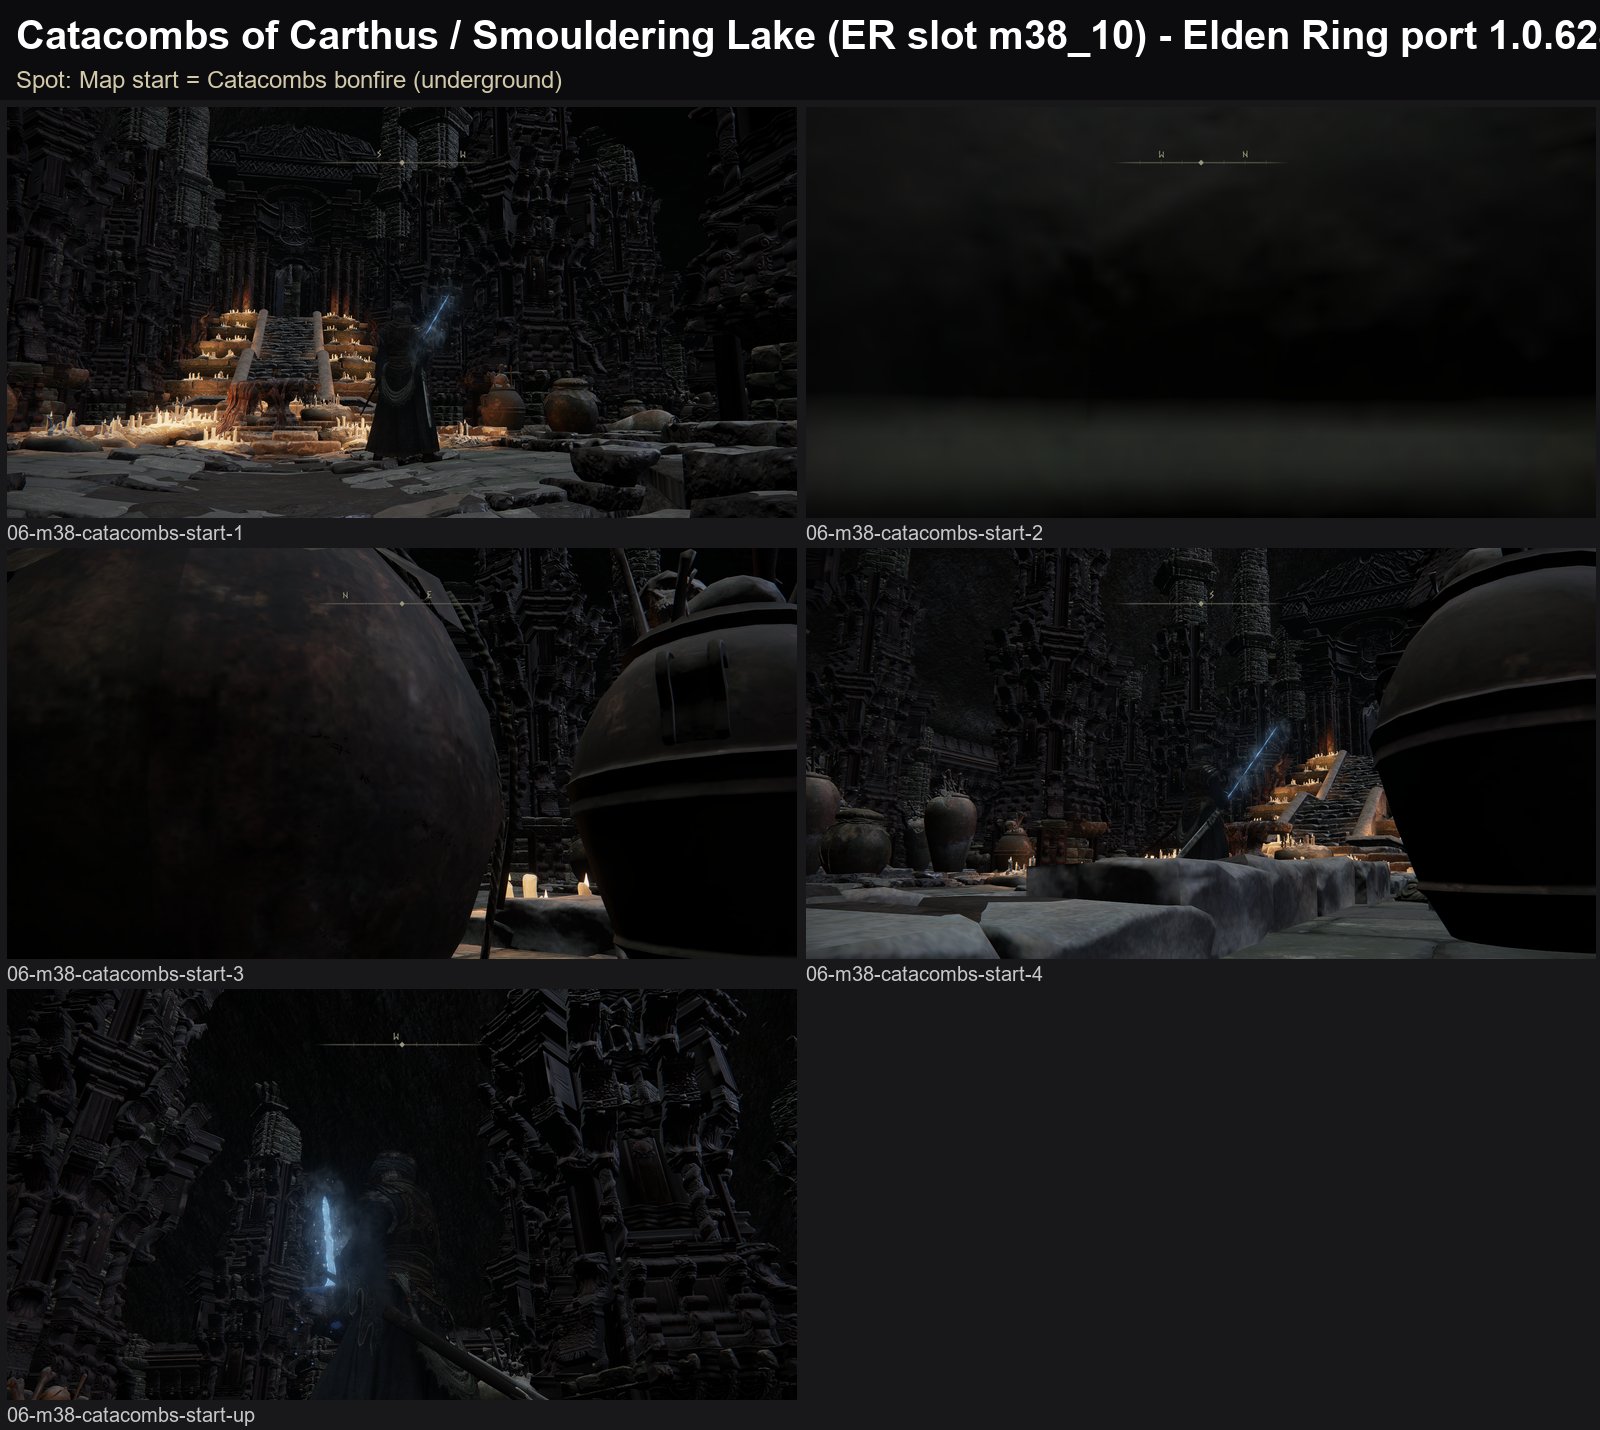 Catacombs of Carthus / Smouldering Lake (ER slot m38_10) - Elden Ring port 1.0.62
Spot: Map start = Catacombs bonfire (underground)
S W
W N
06-m38-catacombs-start-1
06-m38-catacombs-start-2
N E
S
06-m38-catacombs-start-3
06-m38-catacombs-start-4
W
06-m38-catacombs-start-up